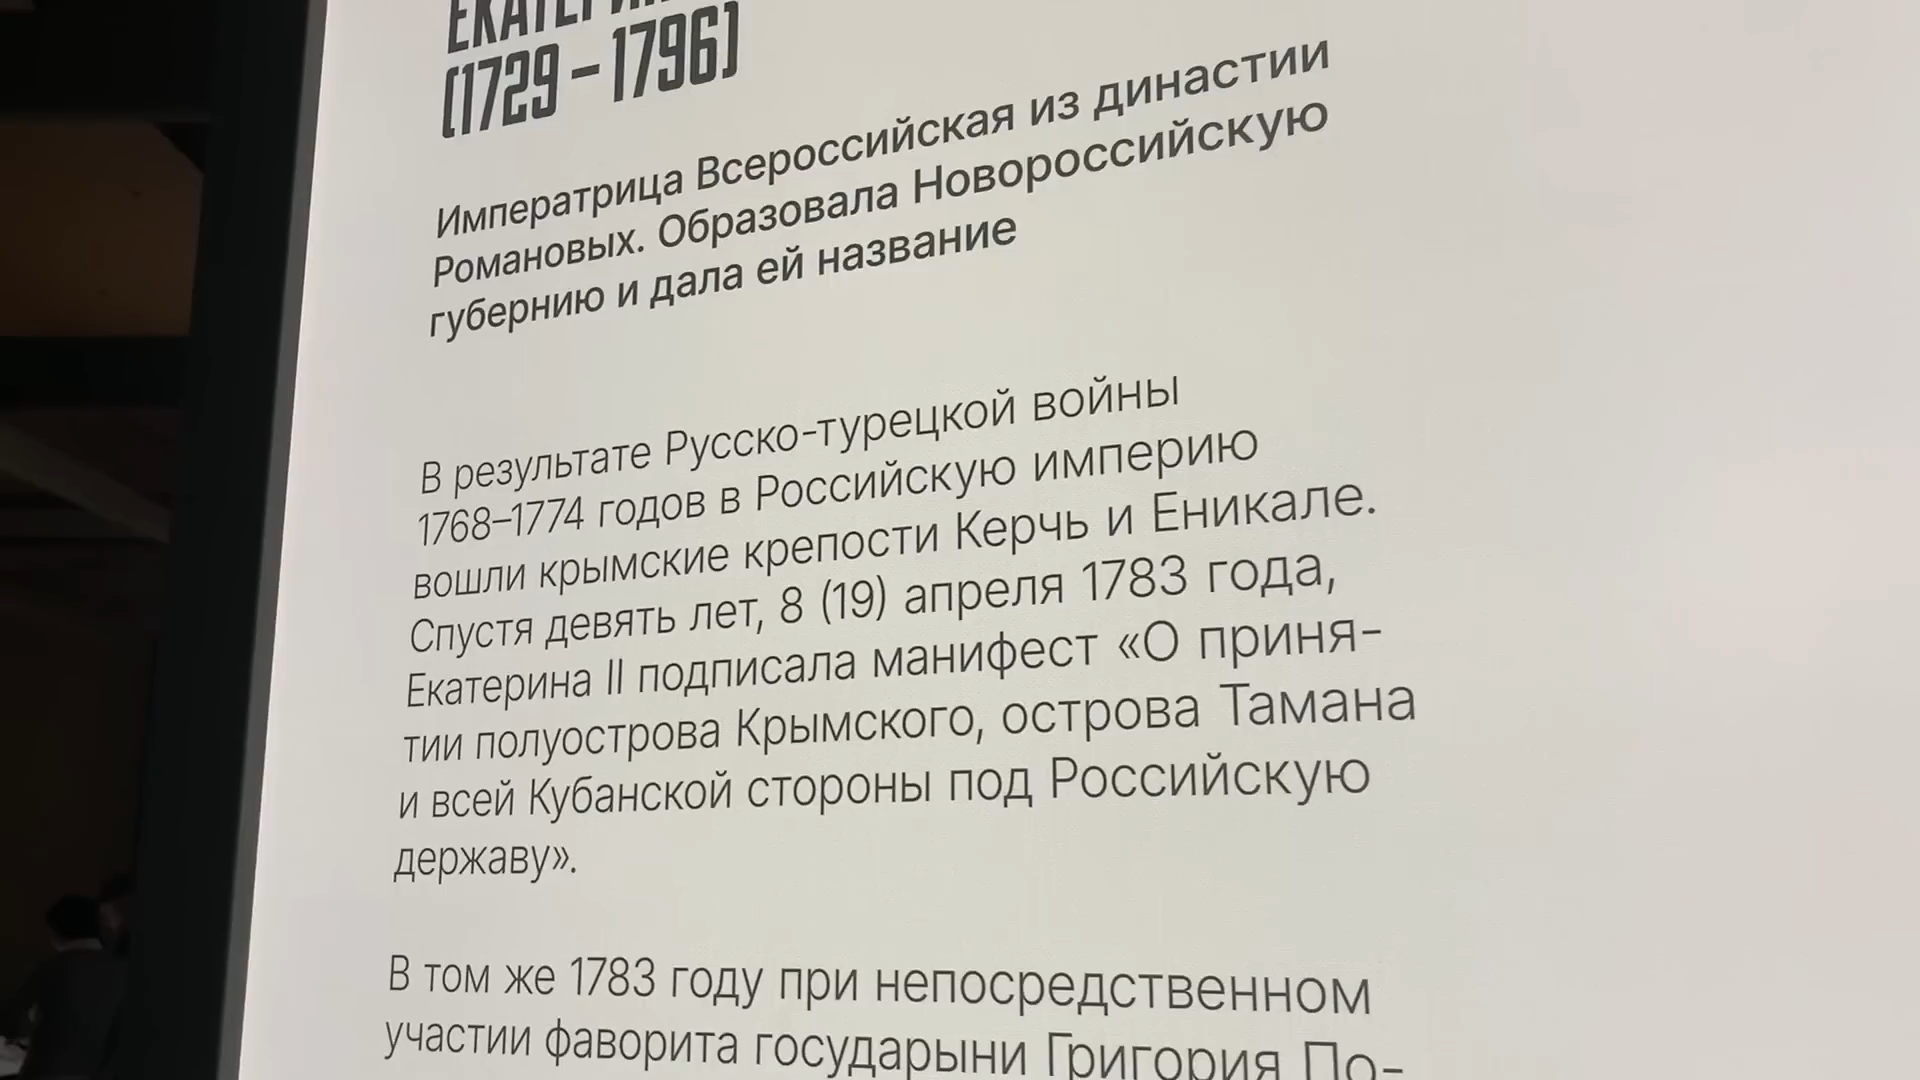 (1729 – 1796)
Императрица Всероссийская из династии
Романовых. Образовала Новороссийскую
губернию и дала ей название
В результате Русско-турецкой войны
1768–1774 годов в Российскую империю
вошли крымские крепости Керчь и Еникале.
Спустя девять лет, 8 (19) апреля 1783 года,
Екатерина II подписала манифест «О приня-
тии полуострова Крымского, острова Тамана
и всей Кубанской стороны под Российскую
державу».
В том же 1783 году при непосредственном
участии фаворита государыни Григория По-